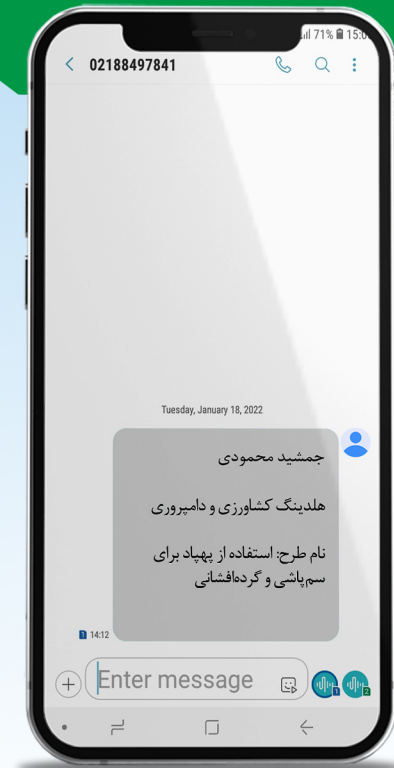 71% 15:0
02188497841
Tuesday, January 18, 2022
جمشید محمودی
هلدینگ کشاورزی و دامپروری
نام طرح: استفاده از پهپاد برای
سم‌پاشی و گرده‌افشانی
1 14:12
Enter message
1 2